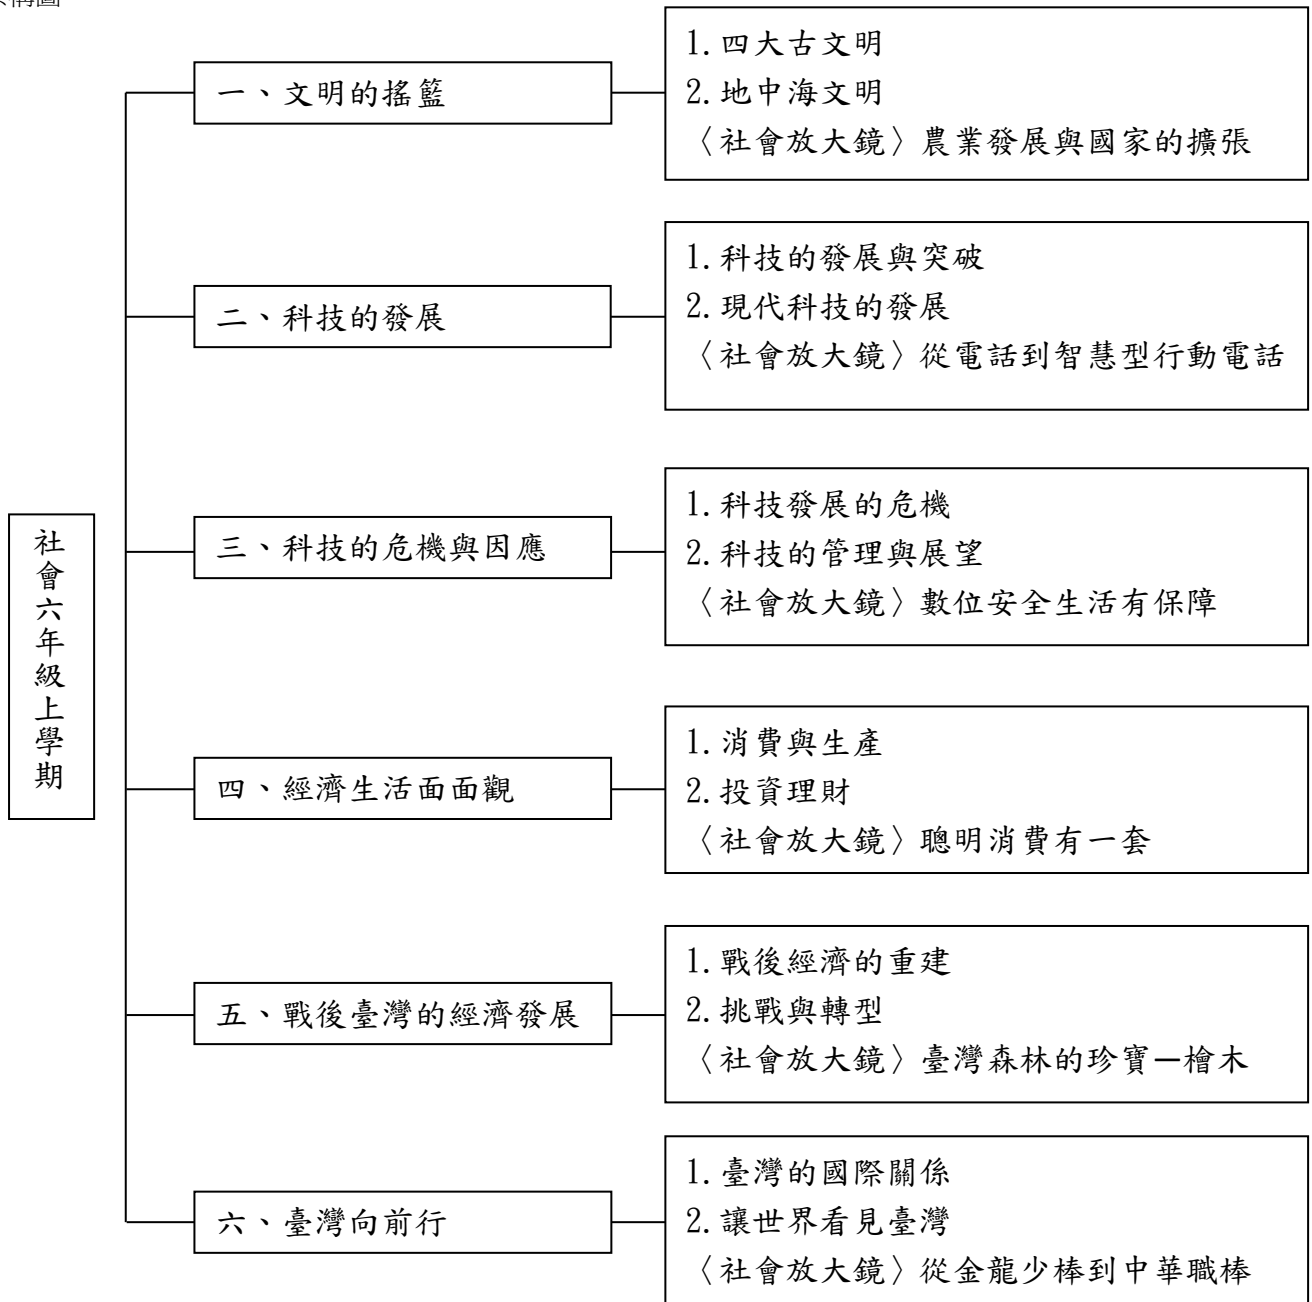 社會六年級上學期
一、文明的搖籃
1.四大古文明
2.地中海文明
〈社會放大鏡〉農業發展與國家的擴張
二、科技的發展
1.科技的發展與突破
2.現代科技的發展
〈社會放大鏡〉從電話到智慧型行動電話
三、科技的危機與因應
1.科技發展的危機
2.科技的管理與展望
〈社會放大鏡〉數位安全生活有保障
四、經濟生活面面觀
1.消費與生產
2.投資理財
〈社會放大鏡〉聰明消費有一套
五、戰後臺灣的經濟發展
1.戰後經濟的重建
2.挑戰與轉型
〈社會放大鏡〉臺灣森林的珍寶—檜木
六、臺灣向前行
1.臺灣的國際關係
2.讓世界看見臺灣
〈社會放大鏡〉從金龍少棒到中華職棒